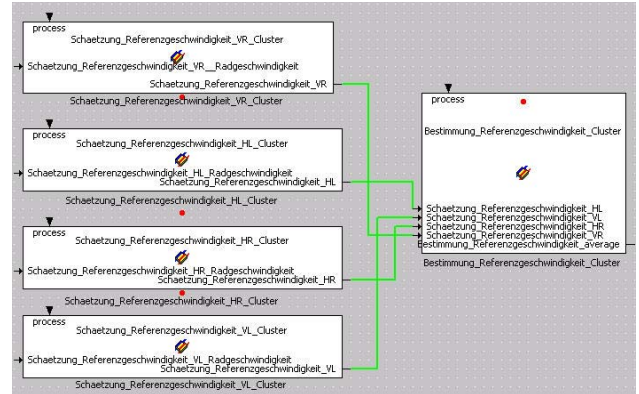 process
Schaetzung_Referenzgeschwindigkeit_VR_Cluster
Schaetzung_Referenzgeschwindigkeit_VR__Radgeschwindigkeit
Schaetzung_Referenzgeschwindigkeit_VR
Schaetzung_Referenzgeschwindigkeit_VR_Cluster
process
Schaetzung_Referenzgeschwindigkeit_HL_Cluster
Schaetzung_Referenzgeschwindigkeit_HL_Radgeschwindigkeit
Schaetzung_Referenzgeschwindigkeit_HL
Schaetzung_Referenzgeschwindigkeit_HL_Cluster
process
Schaetzung_Referenzgeschwindigkeit_HR_Cluster
Schaetzung_Referenzgeschwindigkeit_HR_Radgeschwindigkeit
Schaetzung_Referenzgeschwindigkeit_HR
Schaetzung_Referenzgeschwindigkeit_HR_Cluster
process
Schaetzung_Referenzgeschwindigkeit_VL_Cluster
Schaetzung_Referenzgeschwindigkeit_VL_Radgeschwindigkeit
Schaetzung_Referenzgeschwindigkeit_VL
Schaetzung_Referenzgeschwindigkeit_VL_Cluster
process
Bestimmung_Referenzgeschwindigkeit_Cluster
Schaetzung_Referenzgeschwindigkeit_HL
Schaetzung_Referenzgeschwindigkeit_VL
Schaetzung_Referenzgeschwindigkeit_HR
Schaetzung_Referenzgeschwindigkeit_VR
Bestimmung_Referenzgeschwindigkeit_average
Bestimmung_Referenzgeschwindigkeit_Cluster